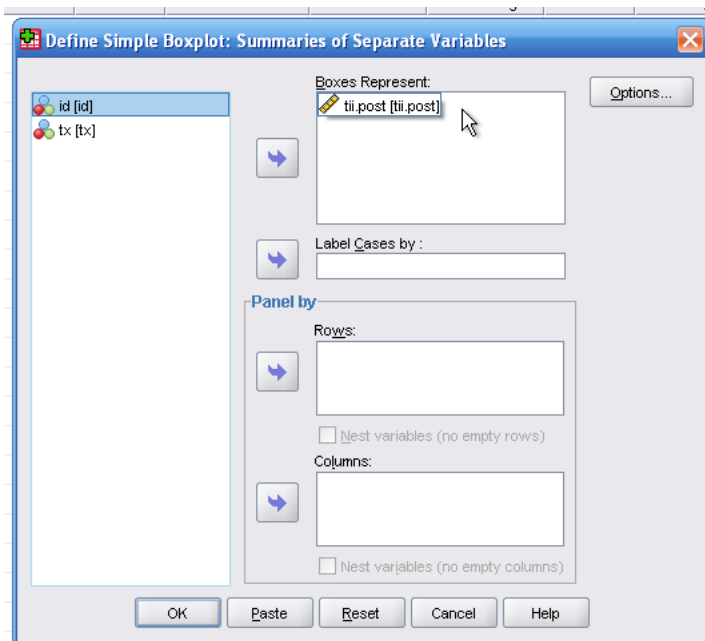 Define Simple Boxplot: Summaries of Separate Variables
id [id]
tx [tx]
Boxes Represent:
tii.post [tii.post]
Options...
Label Cases by :
Panel by
Rows:
Nest variables (no empty rows)
Columns:
Nest variables (no empty columns)
OK
Paste
Reset
Cancel
Help